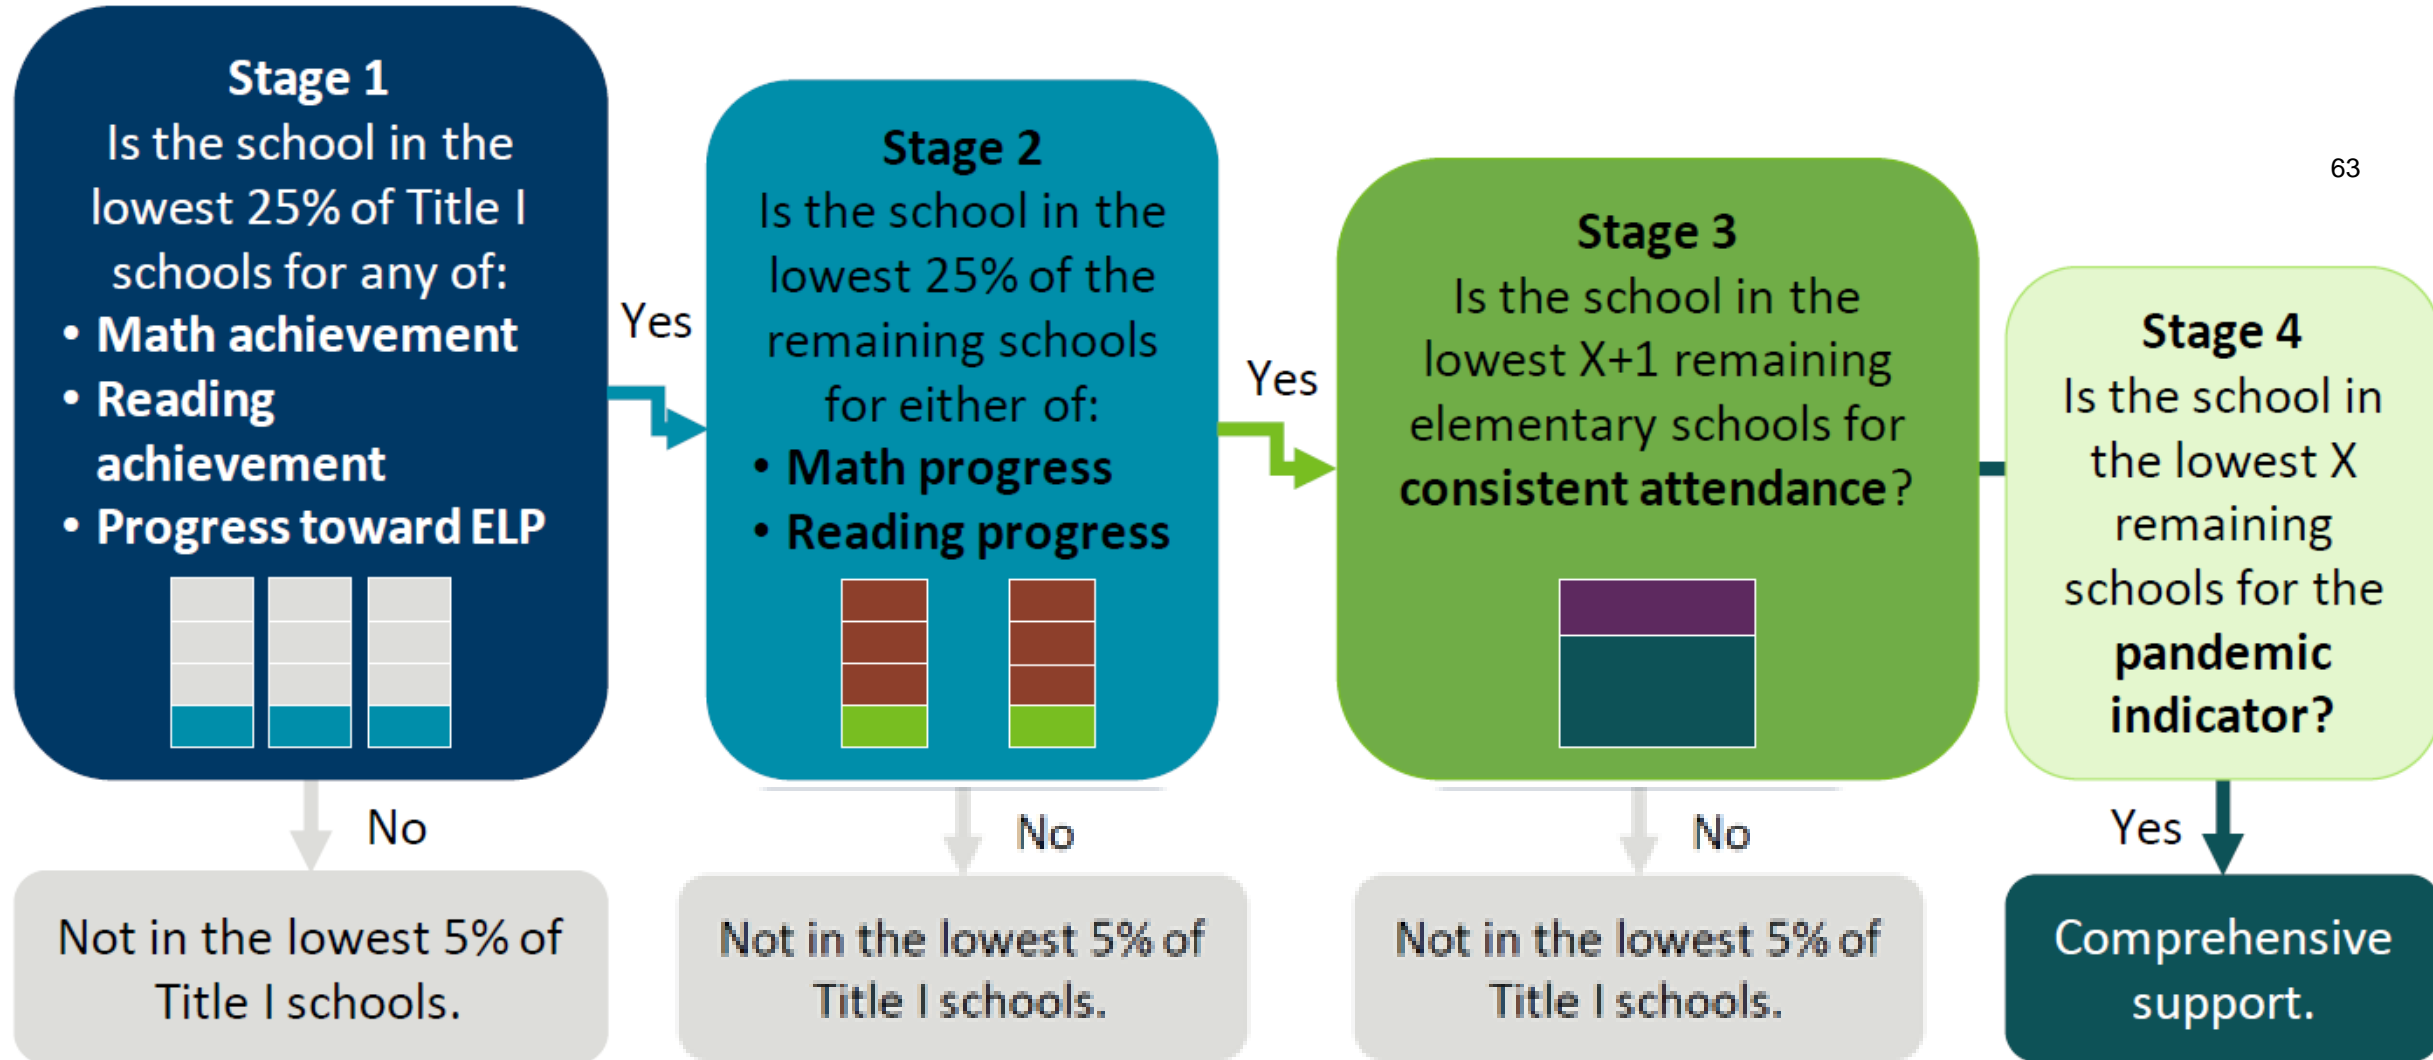 Stage 1
Is the school in the
lowest 25% of Title I
schools for any of:
• Math achievement
• Reading
achievement
• Progress toward ELP
Yes
Stage 2
Is the school in the
lowest 25% of the
remaining schools
for either of:
• Math progress
• Reading progress
Yes
Stage 3
Is the school in the
lowest X+1 remaining
elementary schools for
consistent attendance?
63
Stage 4
Is the school in
the lowest X
remaining
schools for the
pandemic
indicator?
No
No
No
Yes
Not in the lowest 5% of
Title I schools.
Not in the lowest 5% of
Title I schools.
Not in the lowest 5% of
Title I schools.
Comprehensive
support.